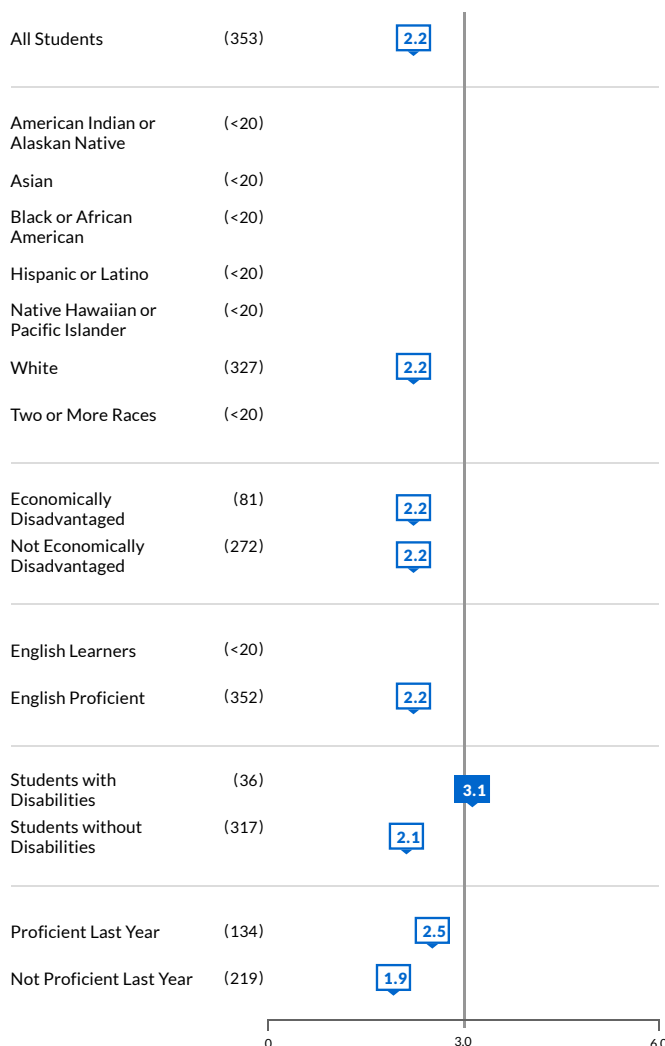 All Students (353) 2.2
American Indian or (<20)
Alaskan Native
Asian (<20)
Black or African (<20)
American
Hispanic or Latino (<20)
Native Hawaiian or (<20)
Pacific Islander
White (327) 2.2
Two or More Races (<20)
Economically (81) 2.2
Disadvantaged
Not Economically (272) 2.2
Disadvantaged
English Learners (<20)
English Proficient (352) 2.2
Students with (36) 3.1
Disabilities
Students without (317) 2.1
Disabilities
Proficient Last Year (134) 2.5
Not Proficient Last Year (219) 1.9
0 3.0 6.0